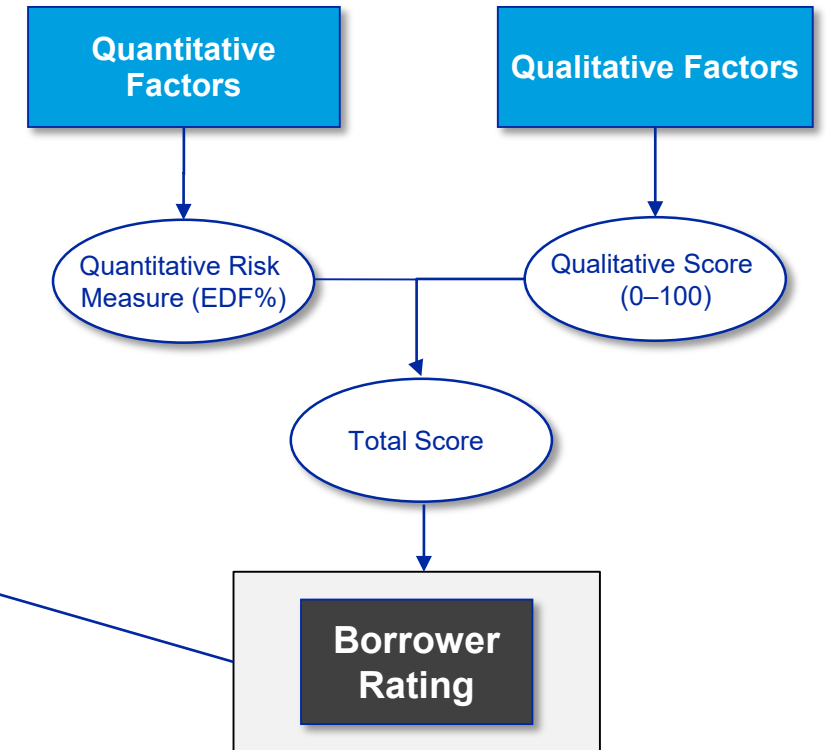 Quantitative
Factors
Qualitative Factors
Quantitative Risk
Measure (EDF%)
Qualitative Score
(0–100)
Total Score
Borrower
Rating